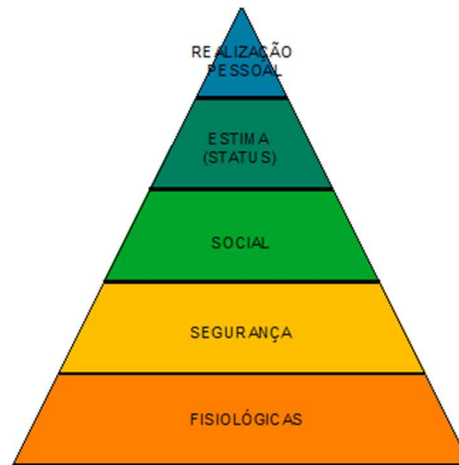 REALIZAÇÃO
PESSOAL
ESTIMA
(STATUS)
SOCIAL
SEGURANÇA
FISIOLÓGICAS